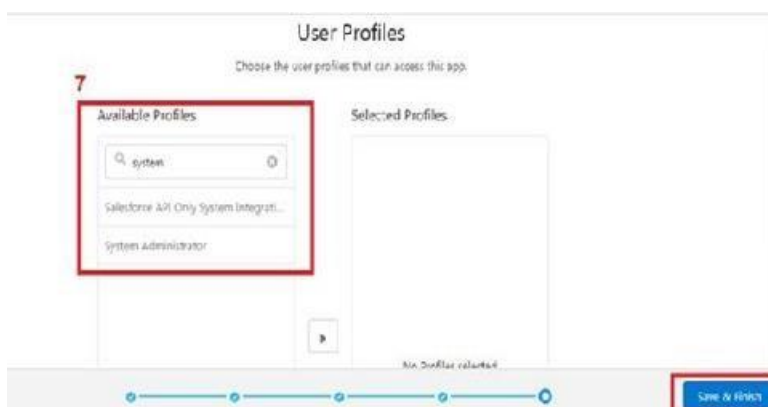 User Profiles
Choose the user profiles that can access this app.
7
Available Profiles
Selected Profiles
system
Salesforce API Only System Integrati...
System Administrator
No Profiles selected
Save & Finish